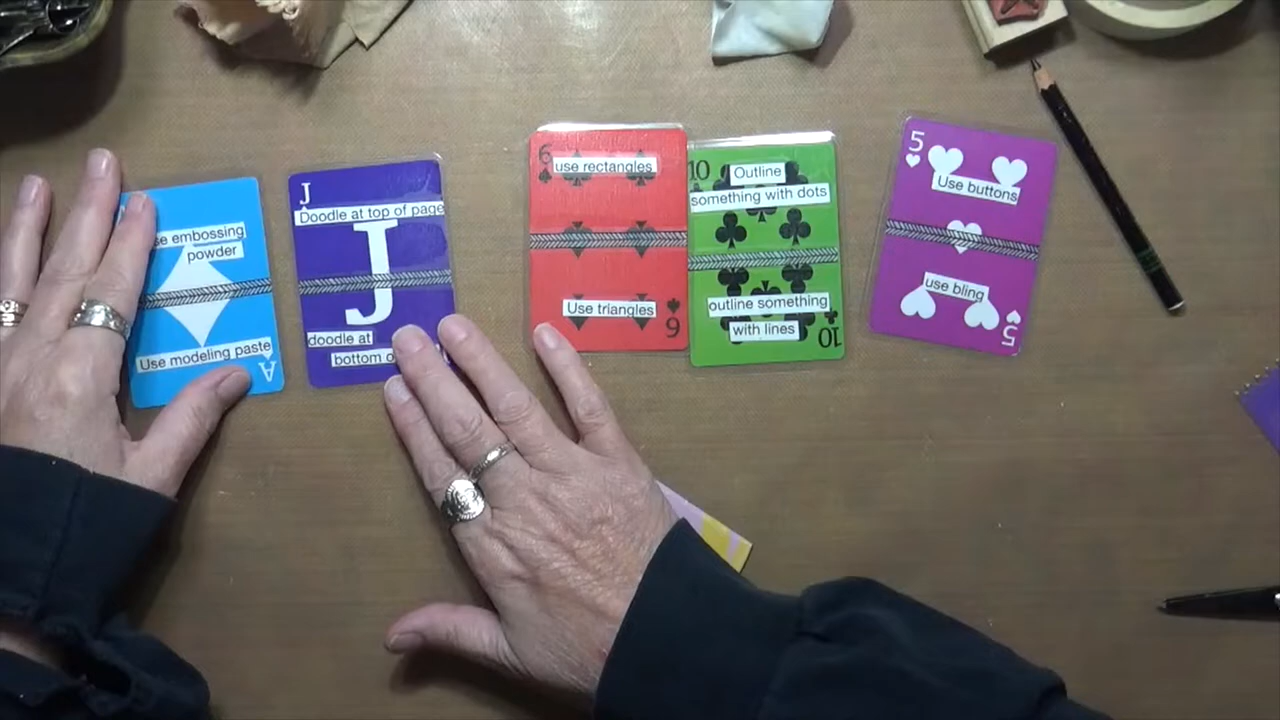 embossing
powder
Use modeling paste
A
J
Doodle at top of page
J
doodle at
bottom
6
use rectangles
Use triangles
6
10
Outline
something with dots
outline something
with lines
10
5
Use buttons
use bling
5